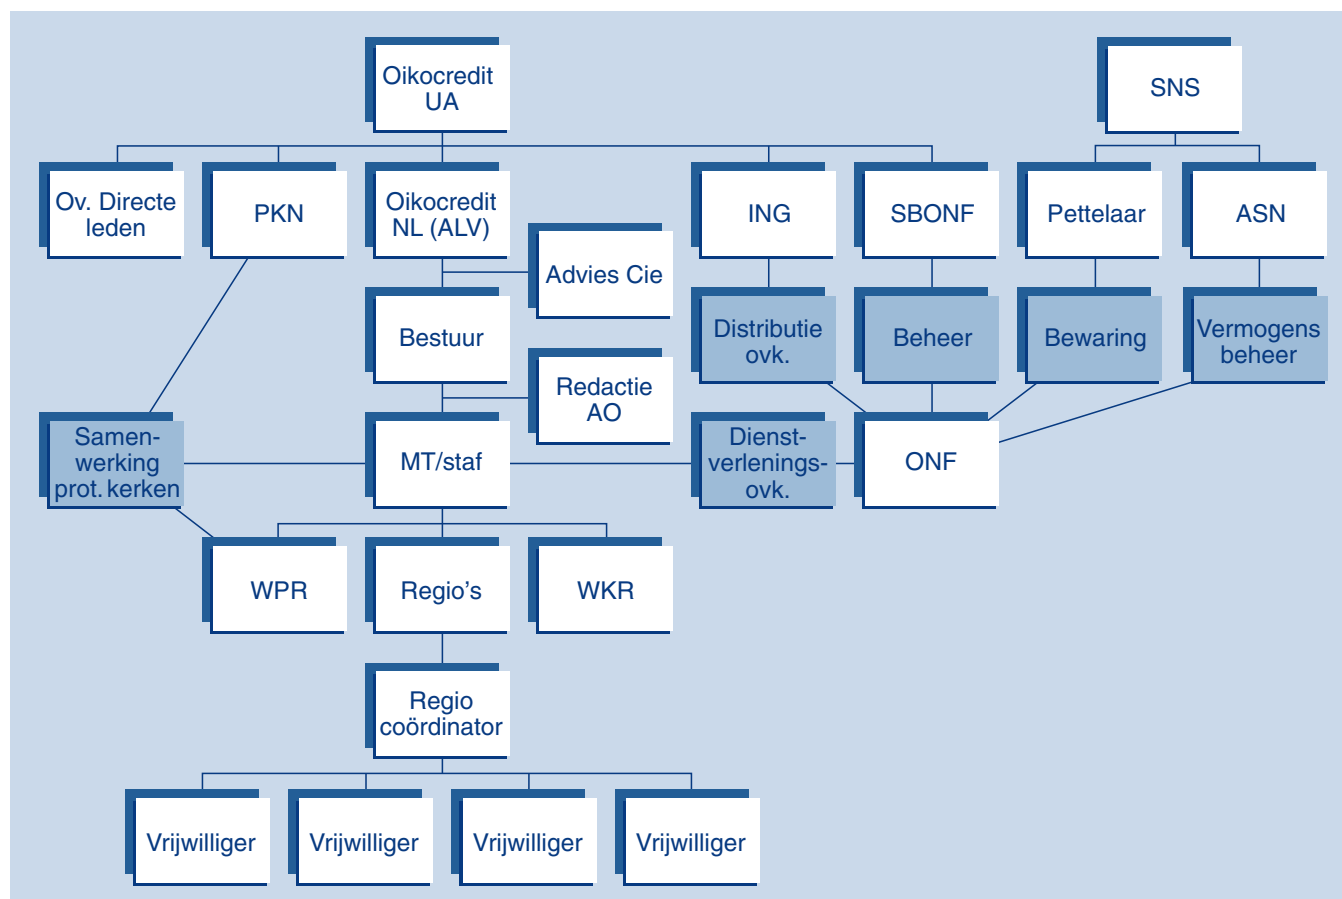 Oikocredit
UA
SNS
Ov. Directe
leden
PKN
Oikocredit
NL (ALV)
ING
SBONF
Pettelaar
ASN
Advies Cie
Bestuur
Distributie
ovk.
Beheer
Bewaring
Vermogens
beheer
Redactie
AO
Samen-
werking
prot. kerken
MT/staf
Dienst-
verlenings-
ovk.
ONF
WPR
Regio’s
WKR
Regio
coördinator
Vrijwilliger
Vrijwilliger
Vrijwilliger
Vrijwilliger